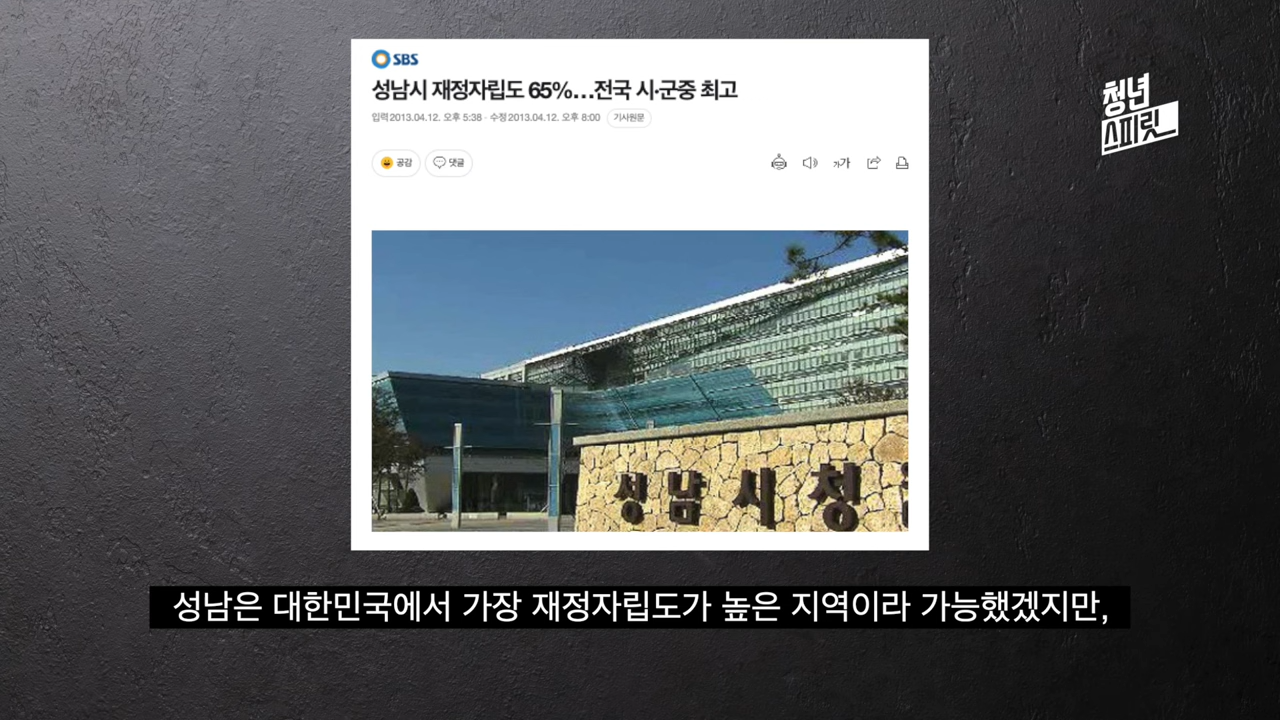 SBS
성남시 재정자립도 65%...전국 시·군중 최고
입력 2013.04.12. 오후 5:38 · 수정 2013.04.12. 오후 8:00 기사원문
공감 댓글
가가
청년
스피릿
성남시청
성남은 대한민국에서 가장 재정자립도가 높은 지역이라 가능했겠지만,